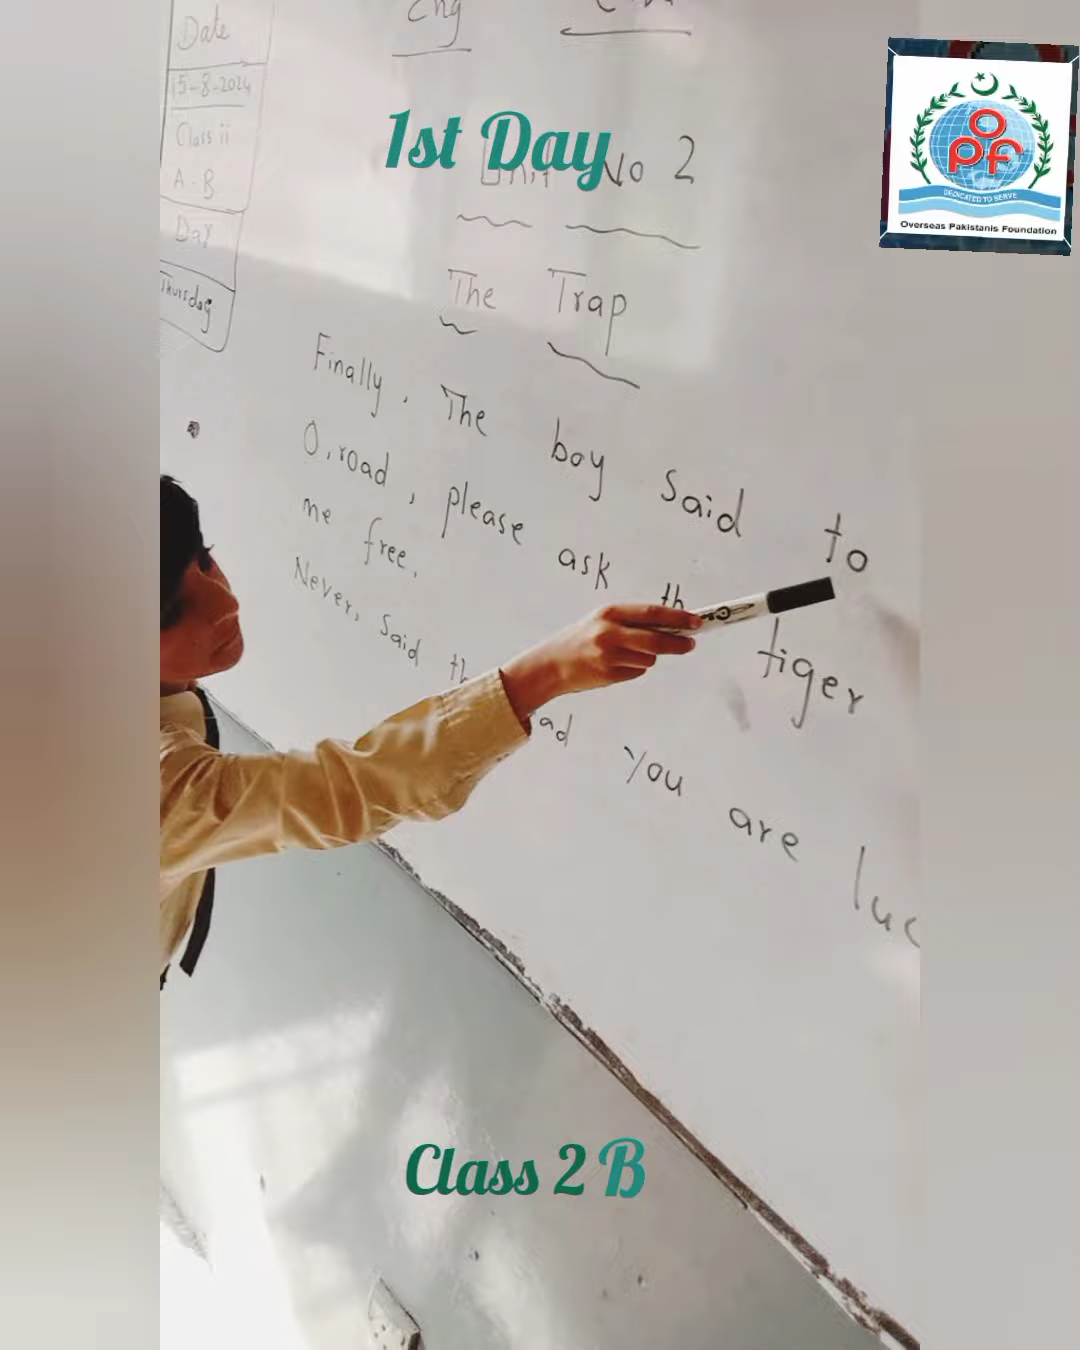 Eng
Date
15-8-2024
Class ii
A-B
Day
Thursday
1st Day
Unit No 2
The Trap
Finally, The boy said to
O, road, please ask th tiger
me free.
Never, Said th ad you are luc
Class 2 B
OPF
DEDICATED TO SERVE
Overseas Pakistanis Foundation